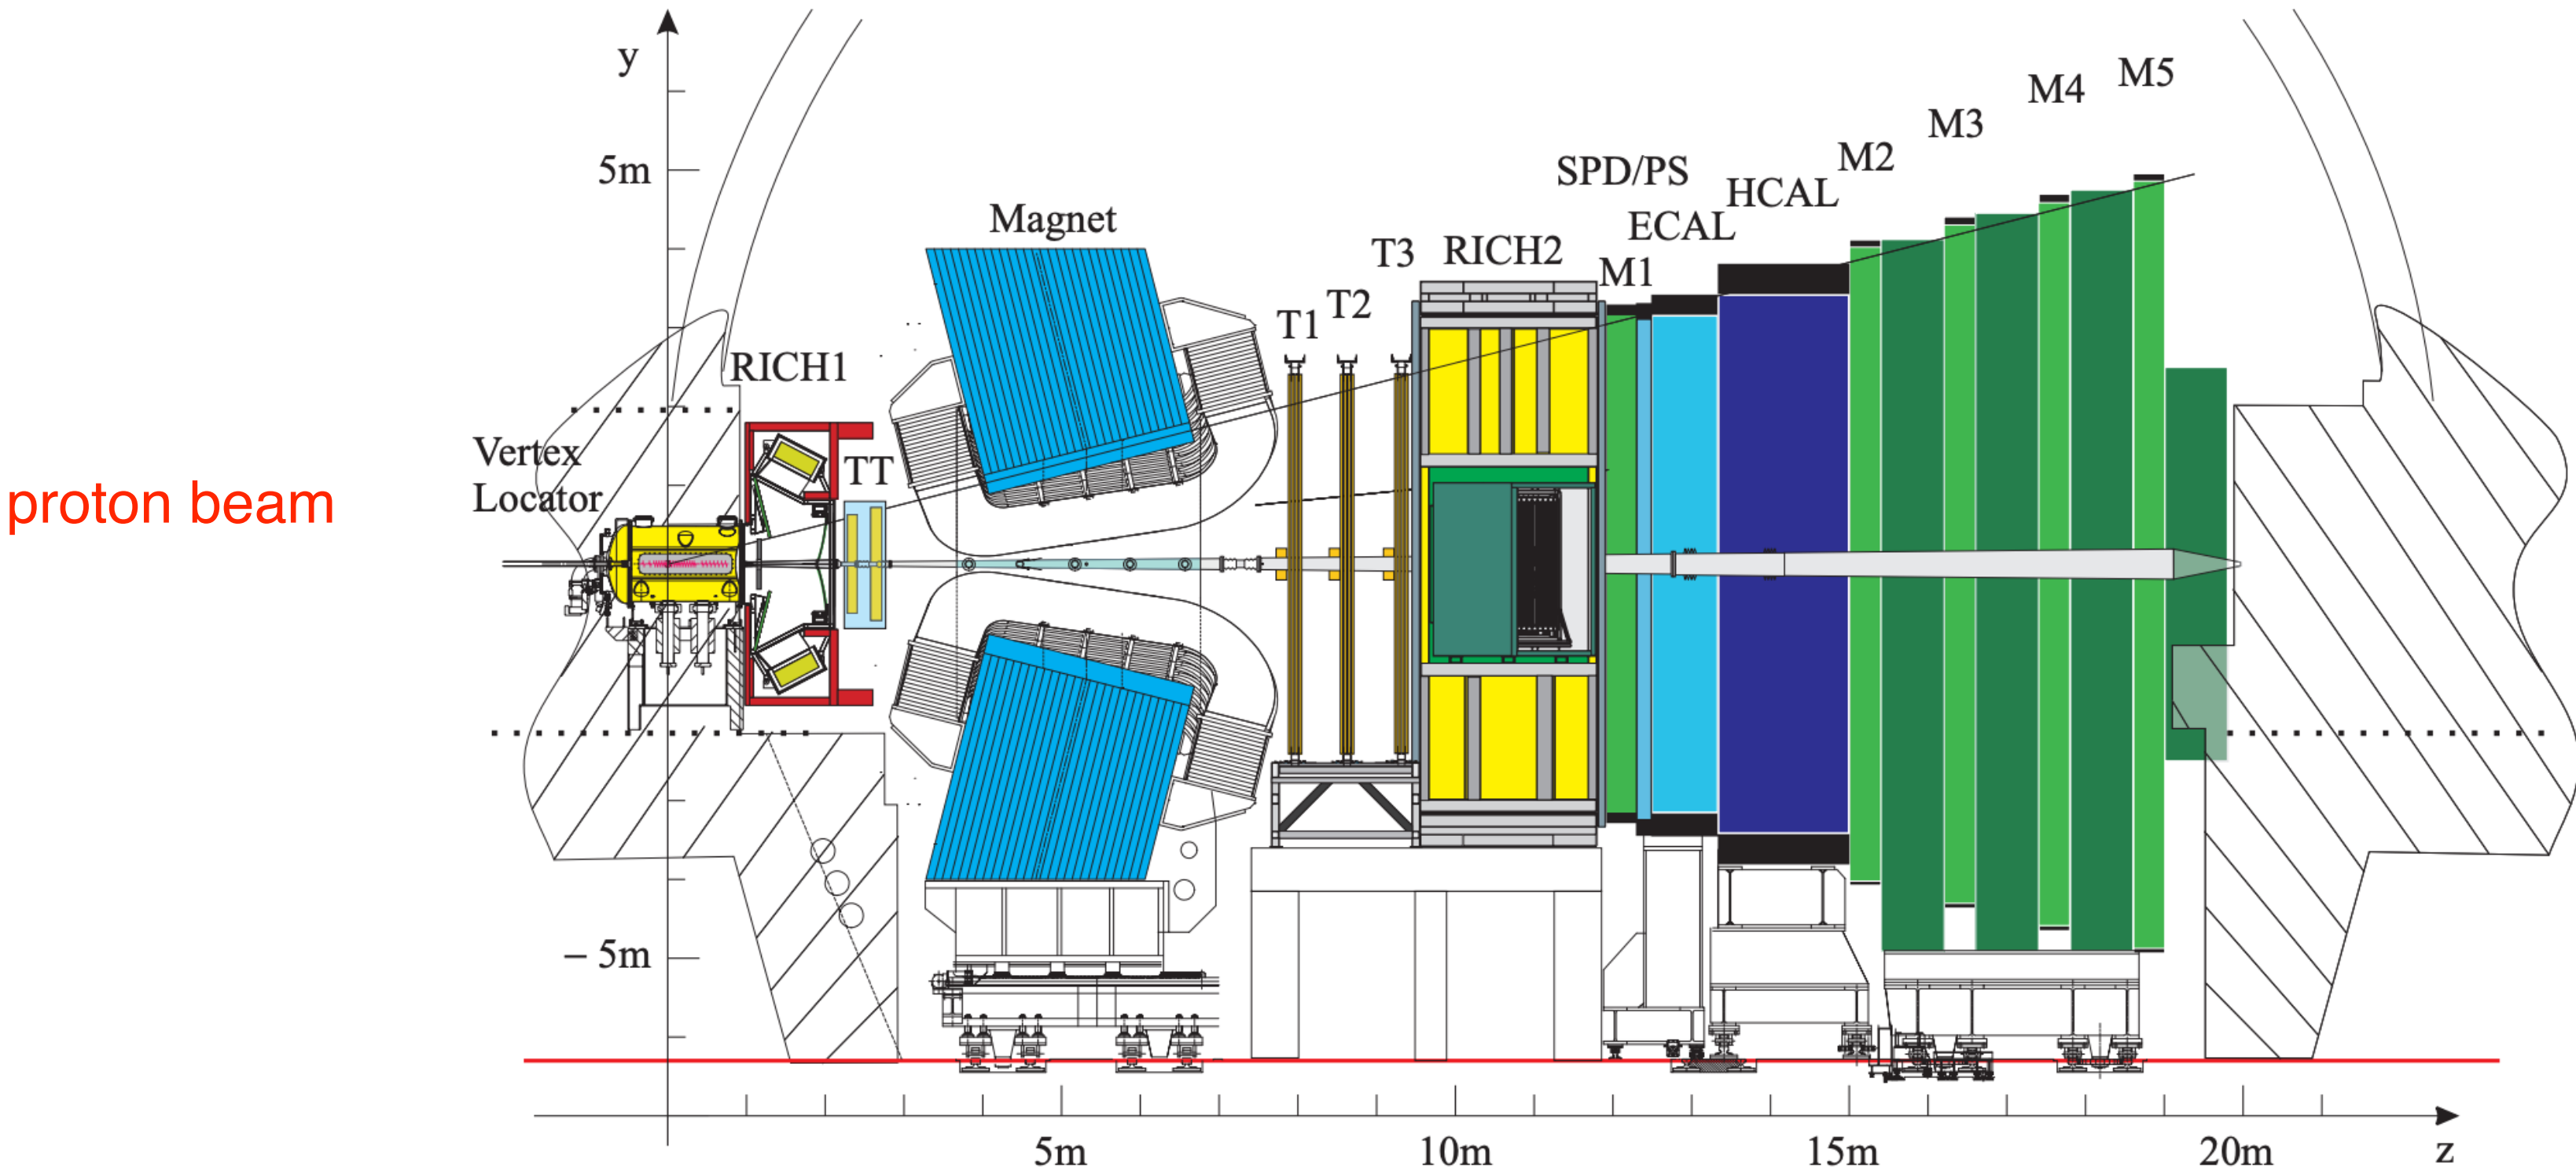 y
5m
Magnet
SPD/PS
ECAL
HCAL
M2
M3
M4
M5
T3
RICH2
M1
T2
T1
RICH1
TT
Vertex
Locator
proton beam
− 5m
5m
10m
15m
20m
z